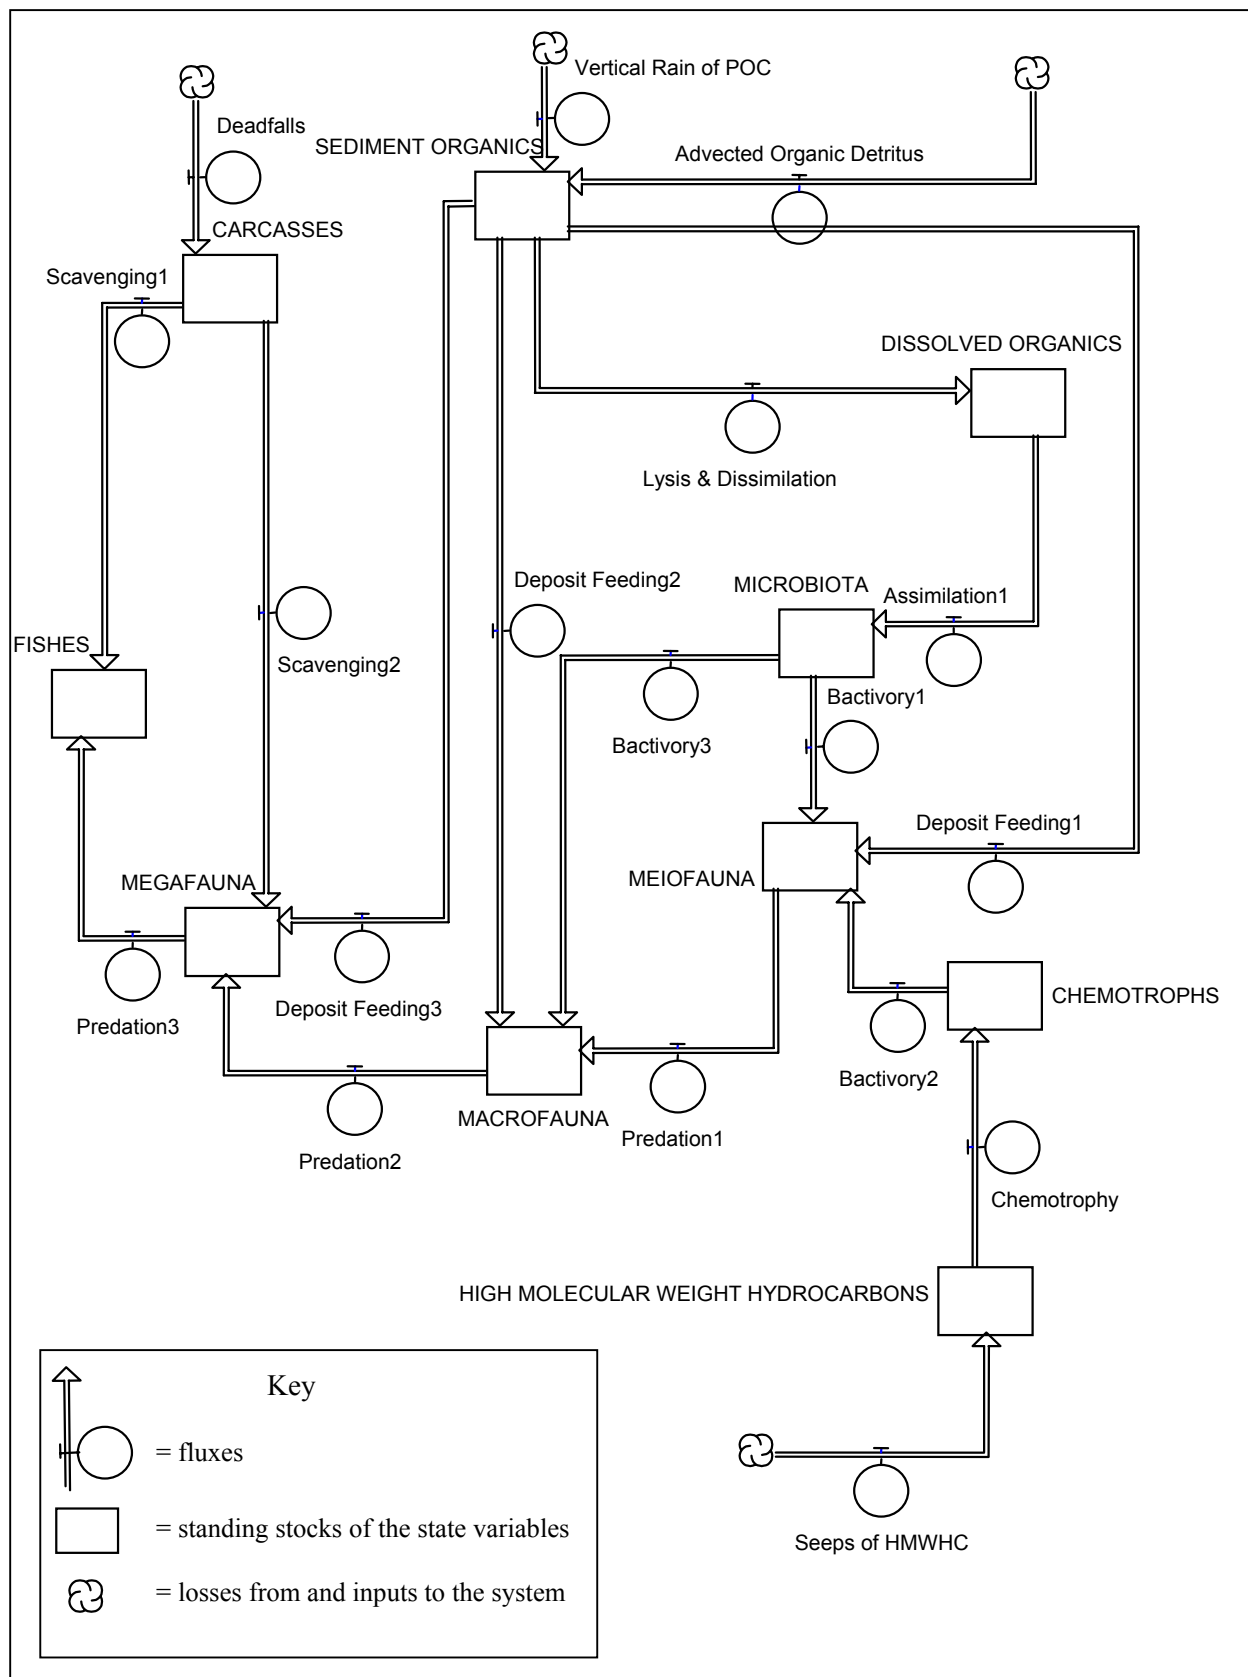 Vertical Rain of POC
Deadfalls
SEDIMENT ORGANICS
Advected Organic Detritus
CARCASSES
Scavenging1
DISSOLVED ORGANICS
Lysis & Dissimilation
Deposit Feeding2
MICROBIOTA
Assimilation1
FISHES
Scavenging2
Bactivory1
Bactivory3
Deposit Feeding1
MEGAFAUNA
MEIOFAUNA
CHEMOTROPHS
Deposit Feeding3
Predation3
Bactivory2
MACROFAUNA
Predation1
Predation2
Chemotrophy
HIGH MOLECULAR WEIGHT HYDROCARBONS
Key
= fluxes
= standing stocks of the state variables
Seeps of HMWHC
= losses from and inputs to the system